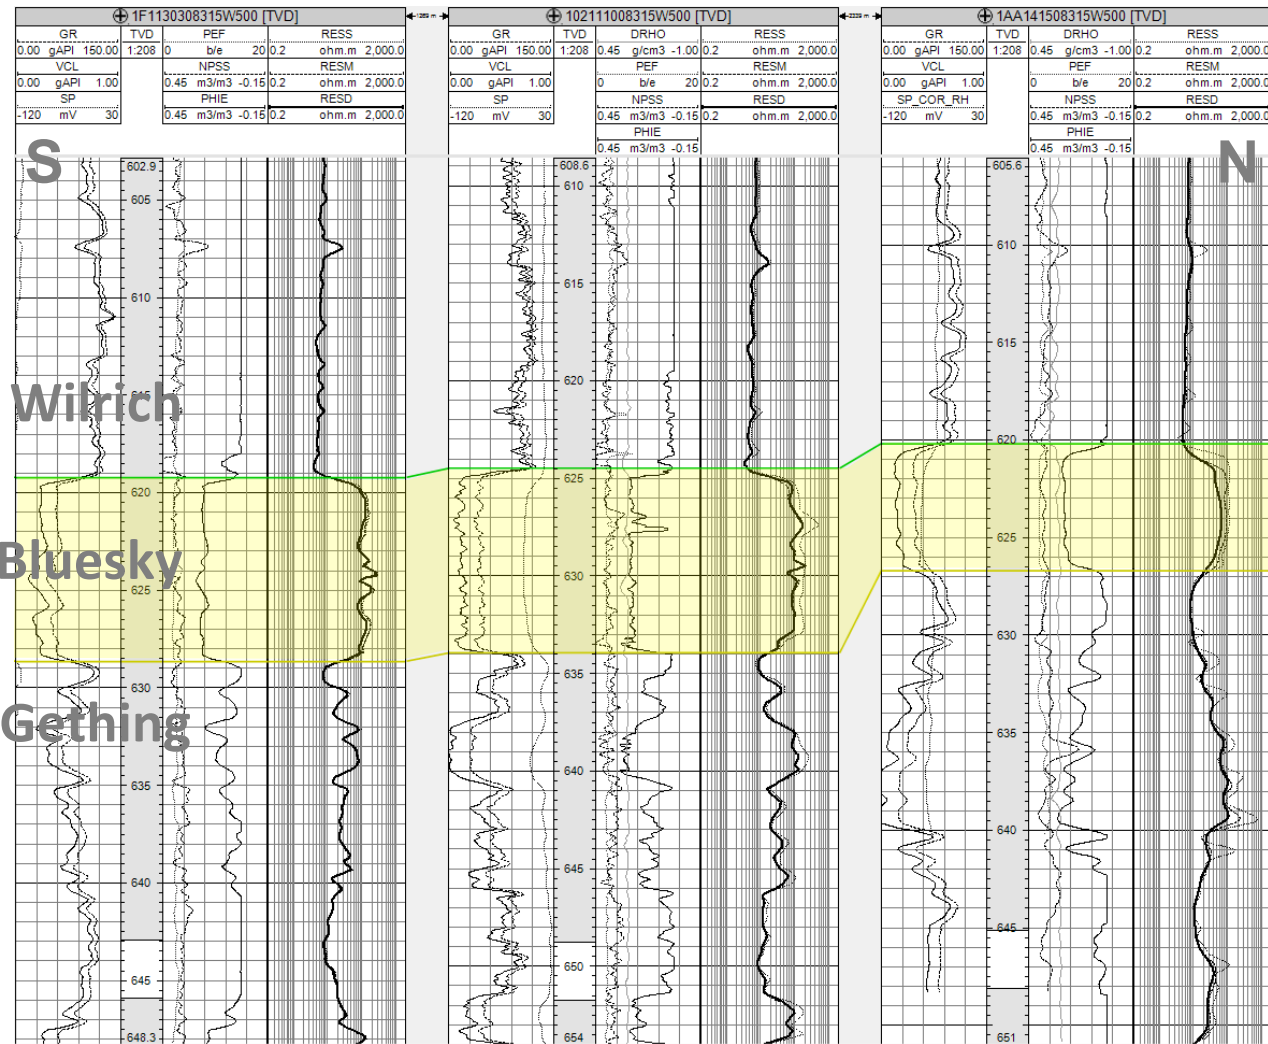 1F1130308315W500 [TVD]
GR TVD PEF RESS
0.00 gAPI 150.00 1:208 0 b/e 20 0.2 ohm.m 2,000.0
VCL NPSS RESM
0.00 gAPI 1.00 0.45 m3/m3 -0.15 0.2 ohm.m 2,000.0
SP PHIE RESD
-120 mV 30 0.45 m3/m3 -0.15 0.2 ohm.m 2,000.0
102111008315W500 [TVD]
GR TVD DRHO RESS
0.00 gAPI 150.00 1:208 0.45 g/cm3 -1.00 0.2 ohm.m 2,000.0
VCL PEF RESM
0.00 gAPI 1.00 0 b/e 20 0.2 ohm.m 2,000.0
SP NPSS RESD
-120 mV 30 0.45 m3/m3 -0.15 0.2 ohm.m 2,000.0
PHIE
0.45 m3/m3 -0.15
1AA141508315W500 [TVD]
GR TVD DRHO RESS
0.00 gAPI 150.00 1:208 0.45 g/cm3 -1.00 0.2 ohm.m 2,000.0
VCL PEF RESM
0.00 gAPI 1.00 0 b/e 20 0.2 ohm.m 2,000.0
SP_COR_RH NPSS RESD
-120 mV 30 0.45 m3/m3 -0.15 0.2 ohm.m 2,000.0
PHIE
0.45 m3/m3 -0.15
S
N
Wilrich
Bluesky
Gething
602.9
605
610
615
620
625
630
635
640
645
648.3
608.6
610
615
620
625
630
635
640
645
650
654
605.6
610
615
620
625
630
635
640
645
651